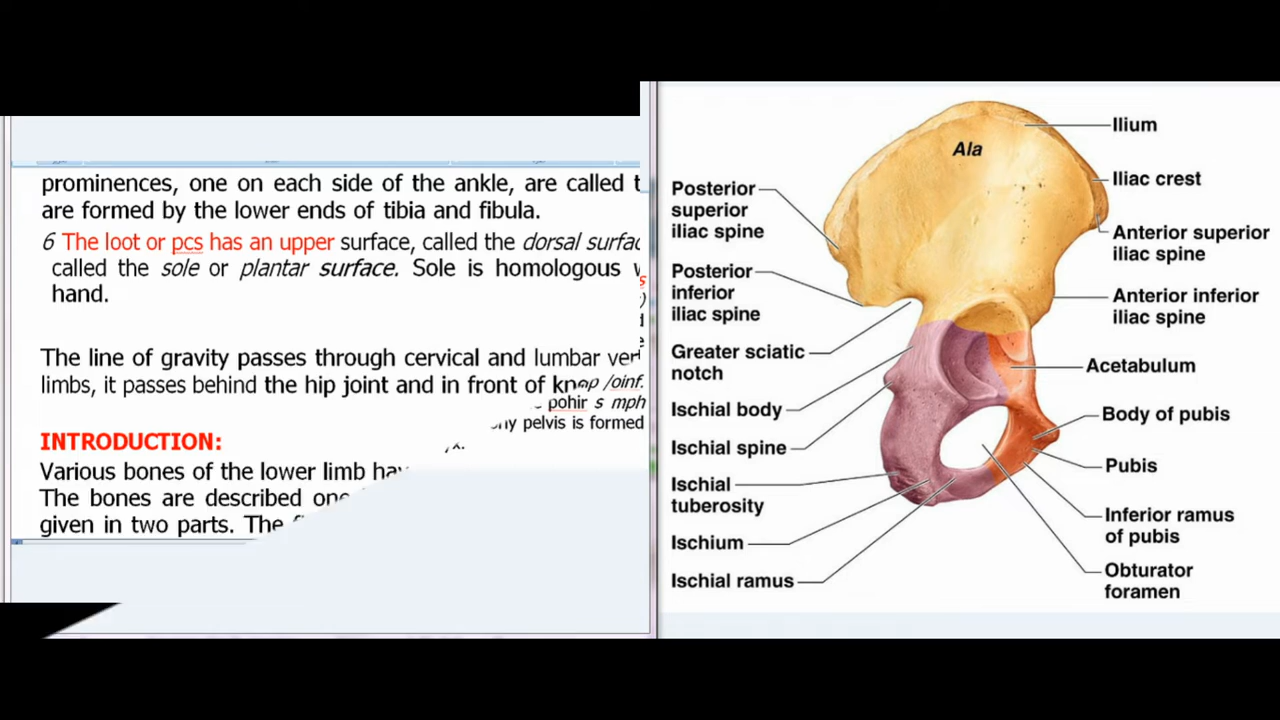 prominences, one on each side of the ankle, are called
are formed by the lower ends of tibia and fibula.
6 The loot or pcs has an upper surface, called the dorsal
called the sole or plantar surface. Sole is homologous
hand.
The line of gravity passes through cervical and lumbar
limbs, it passes behind the hip joint and in front of
pohir s mph
pelvis is formed
INTRODUCTION:
Various bones of the lower limb
The bones are described
given in two parts. The
Ala
Posterior
superior
iliac spine
Posterior
inferior
iliac spine
Greater sciatic
notch
Ischial body
Ischial spine
Ischial
tuberosity
Ischium
Ischial ramus
Ilium
Iliac crest
Anterior superior
iliac spine
Anterior inferior
iliac spine
Acetabulum
Body of pubis
Pubis
Inferior ramus
of pubis
Obturator
foramen